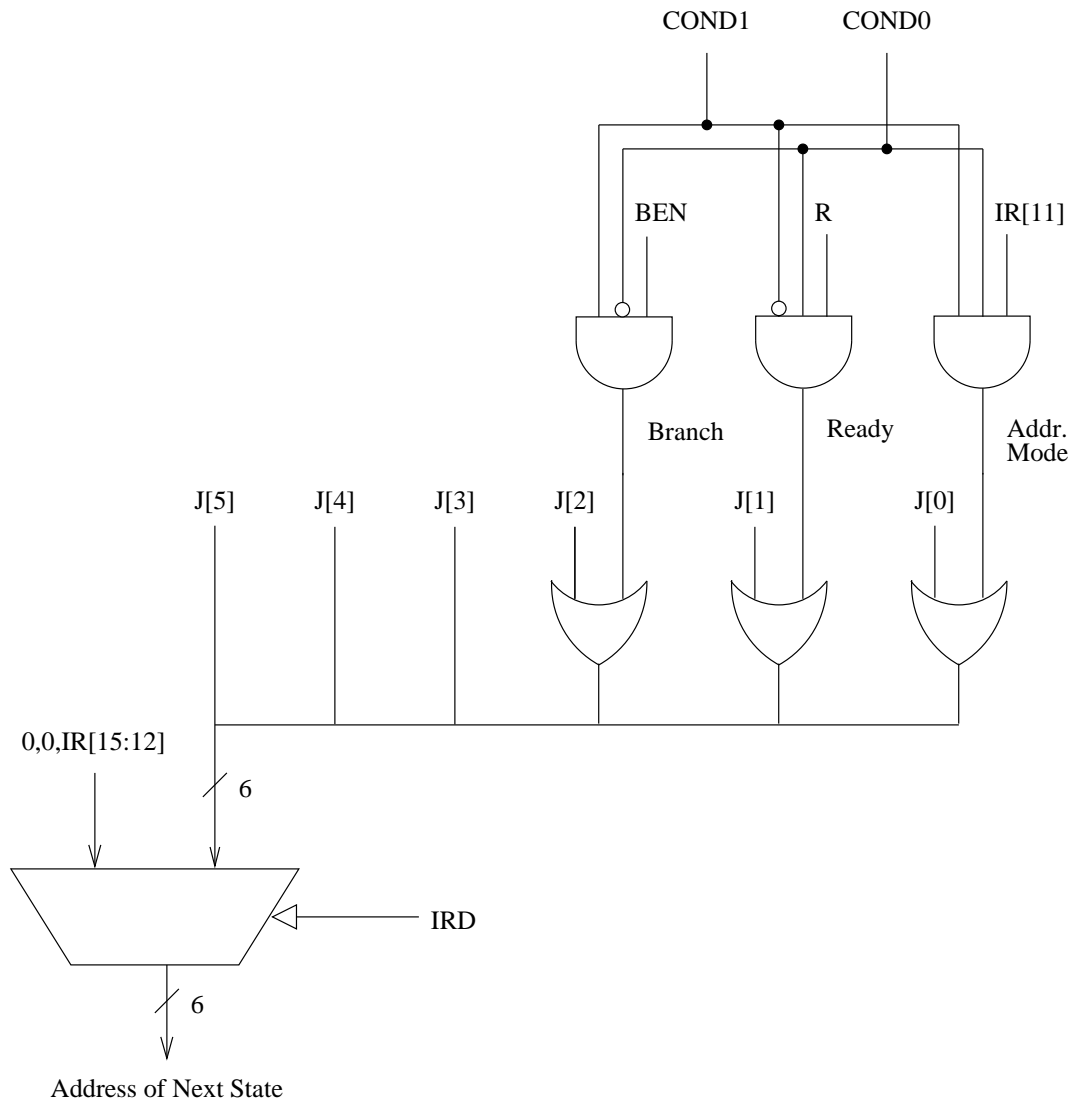 COND1 COND0
BEN R IR[11]
Branch Ready Addr.
Mode
J[5] J[4] J[3] J[2] J[1] J[0]
0,0,IR[15:12]
6
IRD
6
Address of Next State